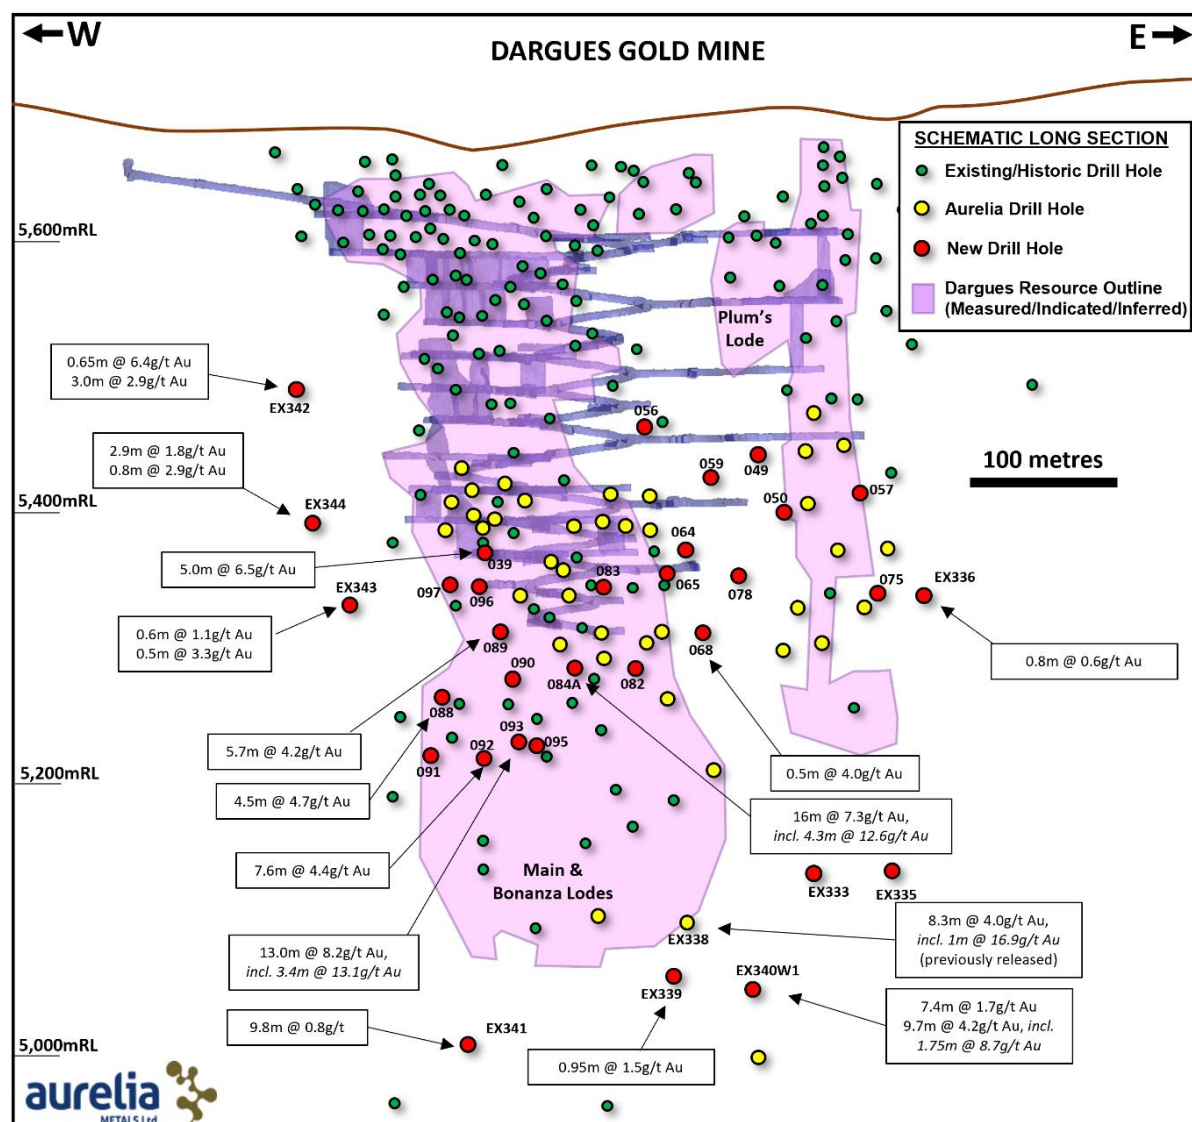 W
E
DARGUES GOLD MINE
SCHEMATIC LONG SECTION
Existing/Historic Drill Hole
Aurelia Drill Hole
New Drill Hole
Dargues Resource Outline
(Measured/Indicated/Inferred)
5,600mRL
Plum's
Lode
0.65m @ 6.4g/t Au
3.0m @ 2.9g/t Au
EX342
056
2.9m @ 1.8g/t Au
0.8m @ 2.9g/t Au
059
049
100 metres
057
050
5,400mRL
EX344
064
5.0m @ 6.5g/t Au
039
083
065
078
075
EX336
097
096
EX343
0.6m @ 1.1g/t Au
0.5m @ 3.3g/t Au
089
068
0.8m @ 0.6g/t Au
090
084A
082
088
093
095
5.7m @ 4.2g/t Au
092
091
5,200mRL
0.5m @ 4.0g/t Au
4.5m @ 4.7g/t Au
16m @ 7.3g/t Au,
incl. 4.3m @ 12.6g/t Au
7.6m @ 4.4g/t Au
Main &
Bonanza Lodes
EX333
EX335
13.0m @ 8.2g/t Au,
incl. 3.4m @ 13.1g/t Au
EX338
8.3m @ 4.0g/t Au,
incl. 1m @ 16.9g/t Au
(previously released)
EX339
EX340W1
7.4m @ 1.7g/t Au
9.7m @ 4.2g/t Au, incl.
1.75m @ 8.7g/t Au
9.8m @ 0.8g/t
EX341
5,000mRL
0.95m @ 1.5g/t Au
aurelia
METALS Ltd